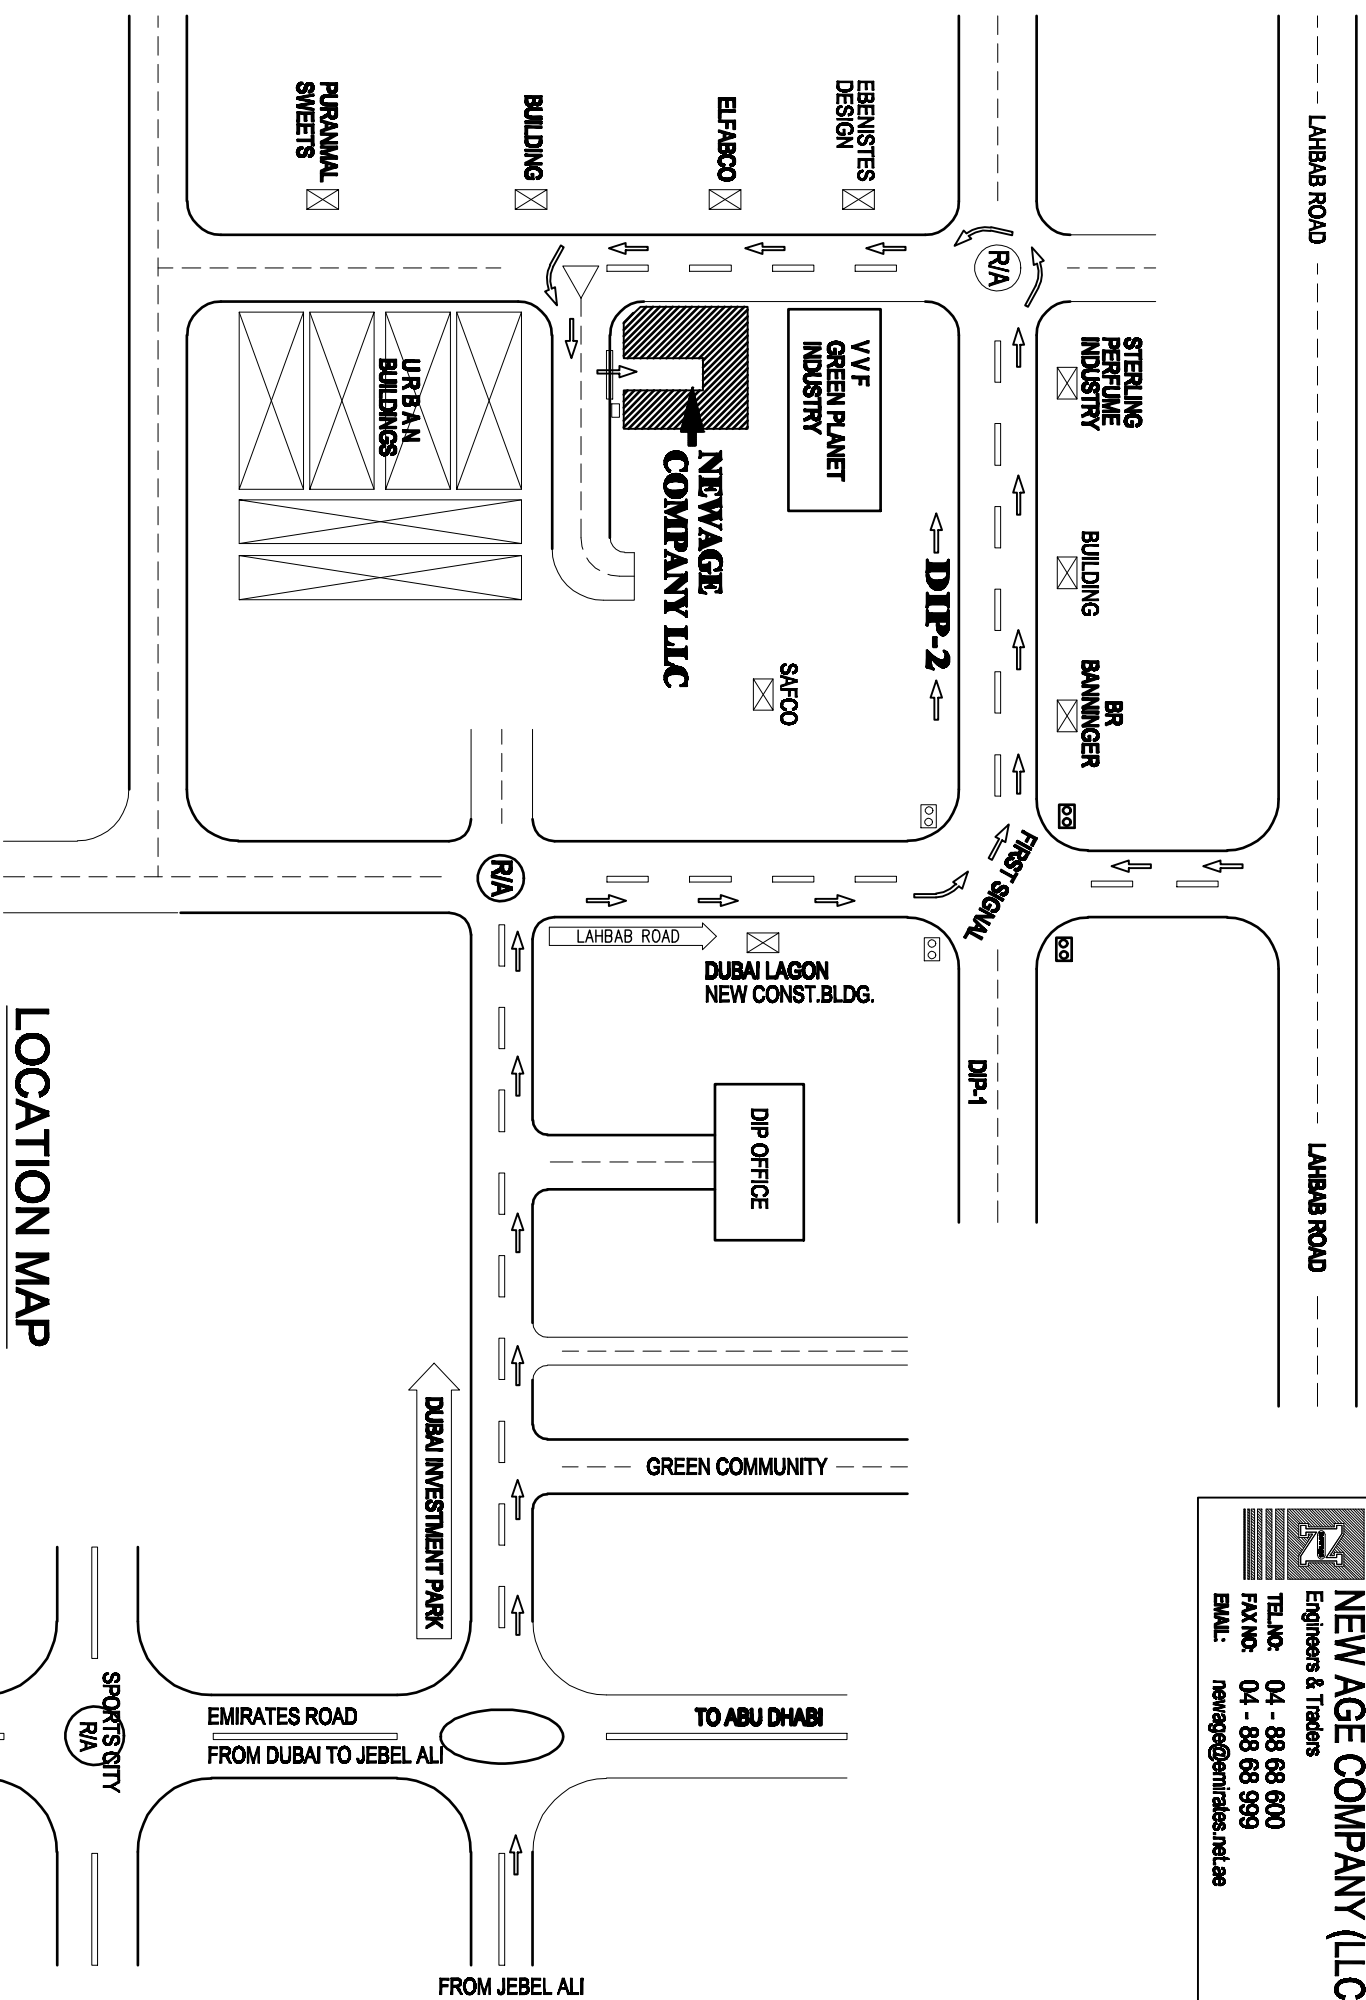 NEW AGE COMPANY (LLC
Engineers & Traders
TEL.NO: 04 - 88 68 600
FAX NO: 04 - 88 68 999
EMAIL: newage@emirates.net.ae
LAHBAB ROAD
LAHBAB ROAD
STERLING
PERFUME
INDUSTRY
BUILDING
BR
BANNINGER
R/A
FIRST SIGNAL
DIP-1
DIP-2
EBENISTES
DESIGN
ELFABCO
BUILDING
PURANMAL
SWEETS
V V F
GREEN PLANET
INDUSTRY
NEWAGE
COMPANY LLC
SAFCO
U R B A N
BUILDINGS
R/A
LAHBAB ROAD
DUBAI LAGON
NEW CONST.BLDG.
DIP OFFICE
GREEN COMMUNITY
DUBAI INVESTMENT PARK
TO ABU DHABI
EMIRATES ROAD
FROM DUBAI TO JEBEL ALI
SPORTS CITY
R/A
FROM JEBEL ALI
LOCATION MAP